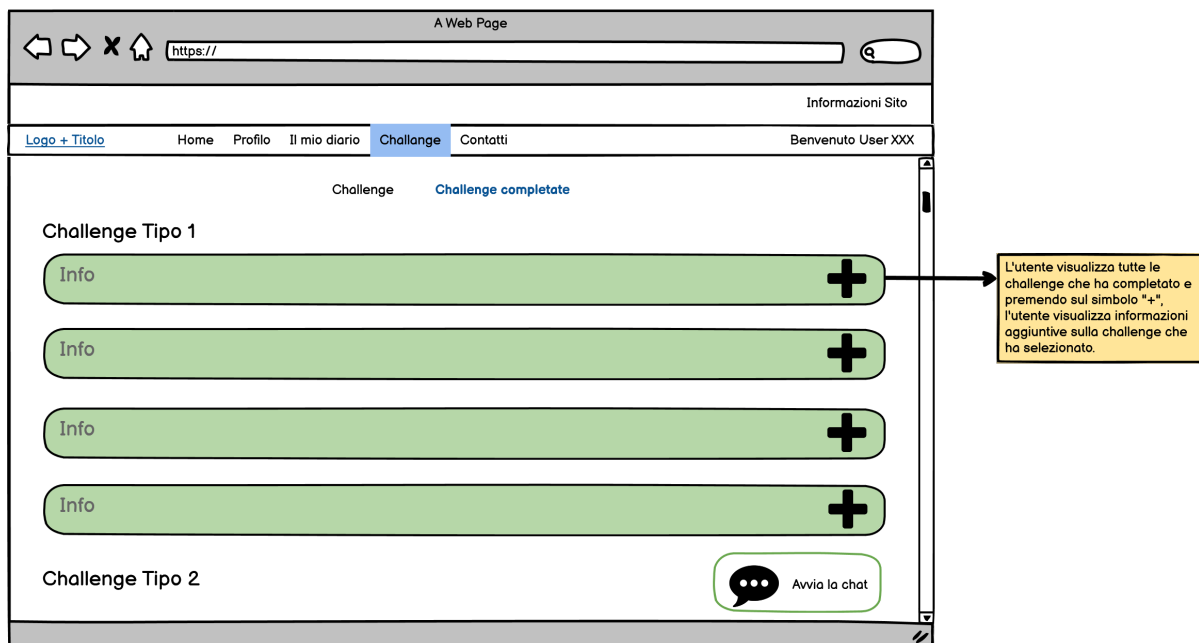 A Web Page
https://
Informazioni Sito
Logo + Titolo Home Profilo Il mio diario Challange Contatti Benvenuto User XXX
Challenge Challenge completate
Challenge Tipo 1
Info
L'utente visualizza tutte le
challenge che ha completato e
premendo sul simbolo "+",
l'utente visualizza informazioni
aggiuntive sulla challenge che
ha selezionato.
Info
Info
Info
Challenge Tipo 2
Avvia la chat